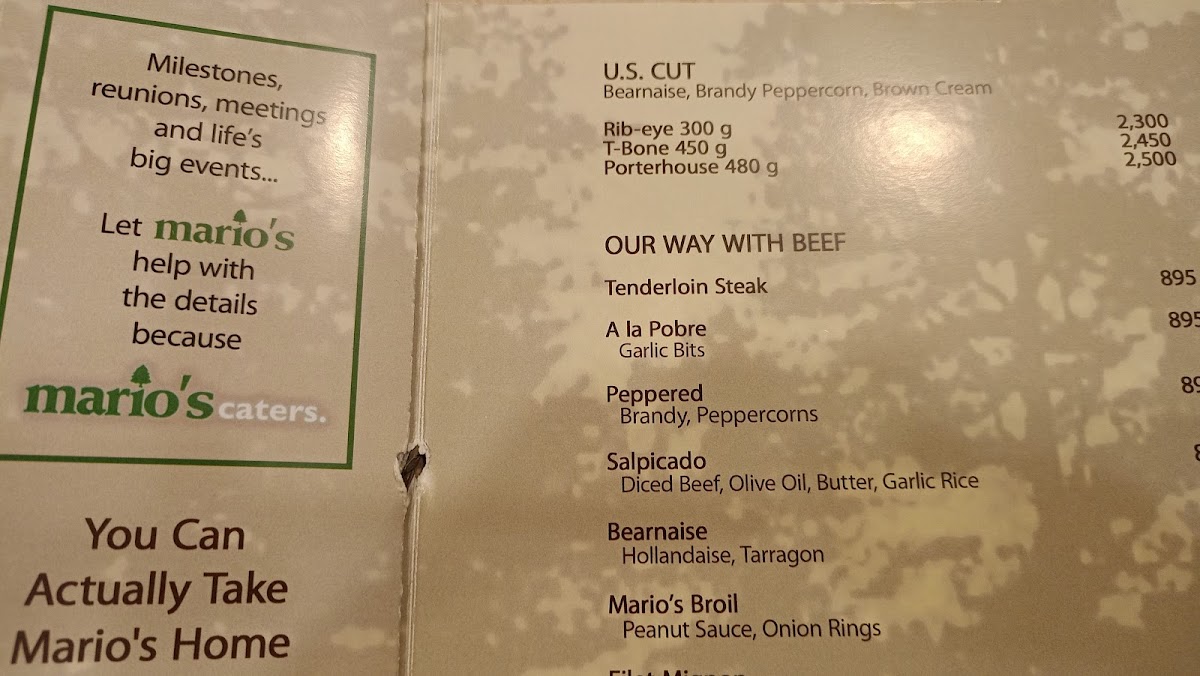 Milestones,
reunions, meetings
and life's
big events...
Let mario's
help with
the details
because
mario's caters.
You Can
Actually Take
Mario's Home
U.S. CUT
Bearnaise, Brandy Peppercorn, Brown Cream
Rib-eye 300 g 2,300
T-Bone 450 g 2,450
Porterhouse 480 g 2,500
OUR WAY WITH BEEF
Tenderloin Steak 895
A la Pobre 895
Garlic Bits
Peppered
Brandy, Peppercorns
Salpicado
Diced Beef, Olive Oil, Butter, Garlic Rice
Bearnaise
Hollandaise, Tarragon
Mario's Broil
Peanut Sauce, Onion Rings